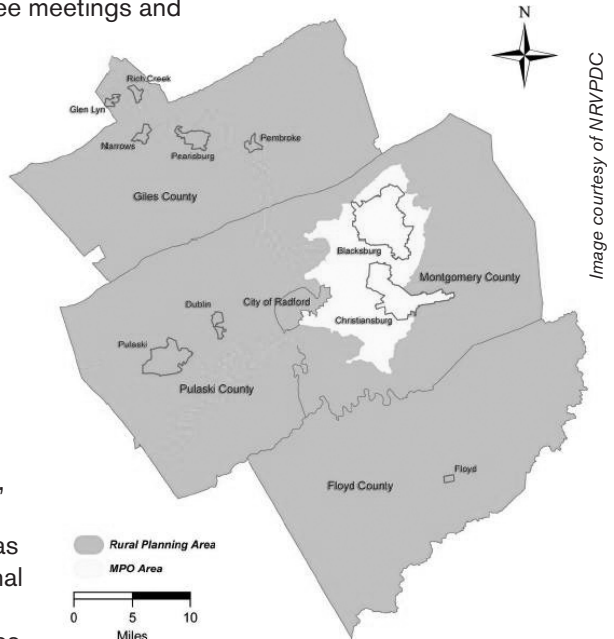 ee meetings and
N
Image courtesy of NRVPDC
Rich Creek
Glen Lyn
Narrows
Pearisburg
Pembroke
Giles County
Blacksburg
Montgomery County
Dublin
City of Radford
Christiansburg
Pulaski
Pulaski County
Floyd
Floyd County
,
as
nal
Rural Planning Area
MPO Area
0 5 10
Miles